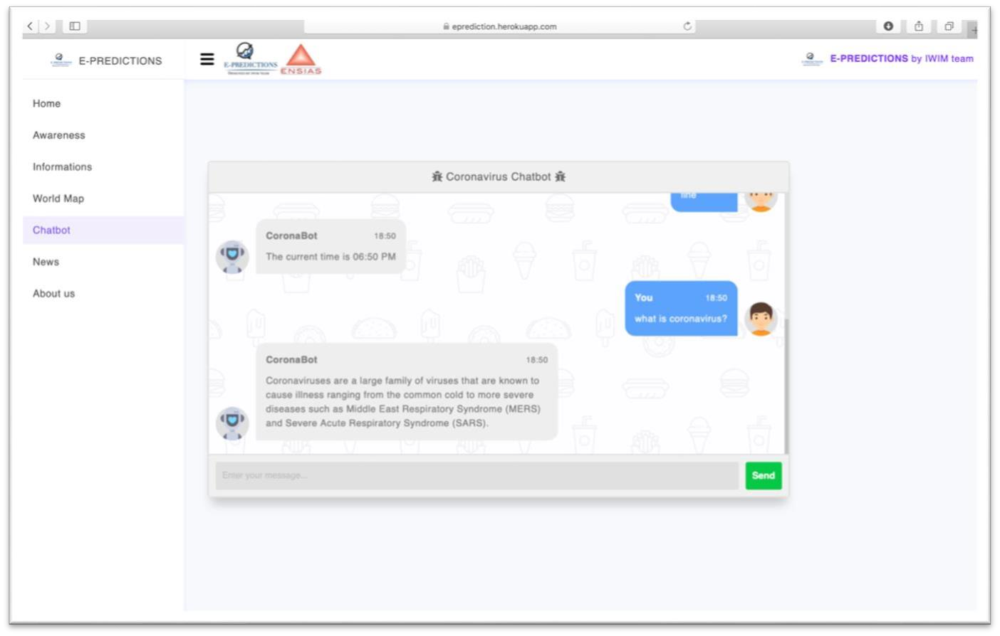 eprediction.herokuapp.com
E-PREDICTIONS
E-PREDICTIONS
ENSIAS
E-PREDICTIONS by IWIM team
Home
Awareness
Informations
World Map
Chatbot
News
About us
Coronavirus Chatbot
CoronaBot 18:50
The current time is 06:50 PM
You 18:50
what is coronavirus?
CoronaBot 18:50
Coronaviruses are a large family of viruses that are known to
cause illness ranging from the common cold to more severe
diseases such as Middle East Respiratory Syndrome (MERS)
and Severe Acute Respiratory Syndrome (SARS).
Enter your message...
Send